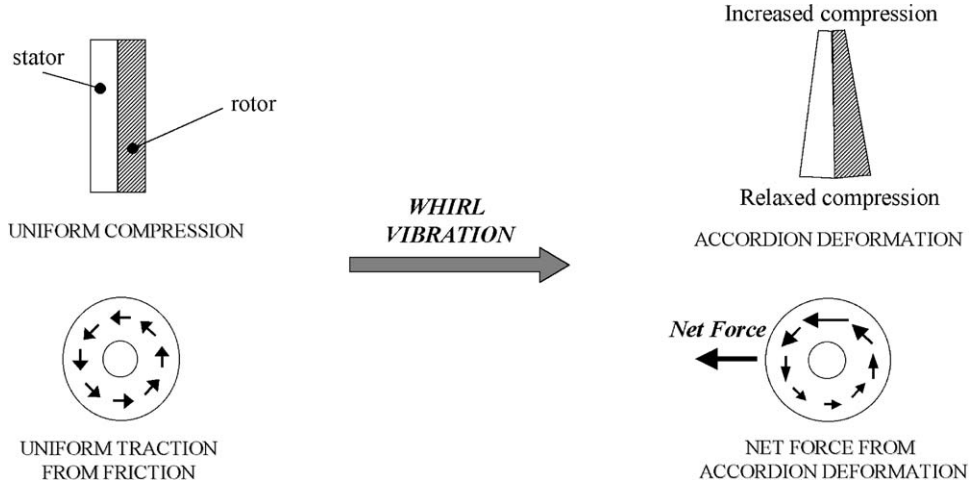 stator
rotor
UNIFORM COMPRESSION
UNIFORM TRACTION
FROM FRICTION
WHIRL
VIBRATION
Increased compression
Relaxed compression
ACCORDION DEFORMATION
Net Force
NET FORCE FROM
ACCORDION DEFORMATION